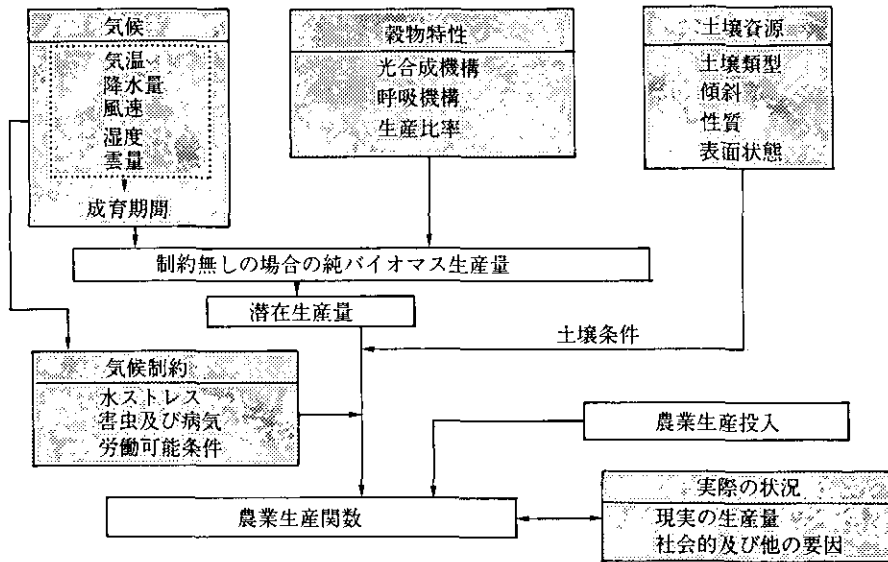 気候
気温
降水量
風速
湿度
雲量
成育期間
穀物特性
光合成機構
呼吸機構
生産比率
土壌資源
土壌類型
傾斜
性質
表面状態
制約無しの場合の純バイオマス生産量
潜在生産量
土壌条件
気候制約
水ストレス
害虫及び病気
労働可能条件
農業生産投入
農業生産関数
実際の状況
現実の生産量
社会的及び他の要因